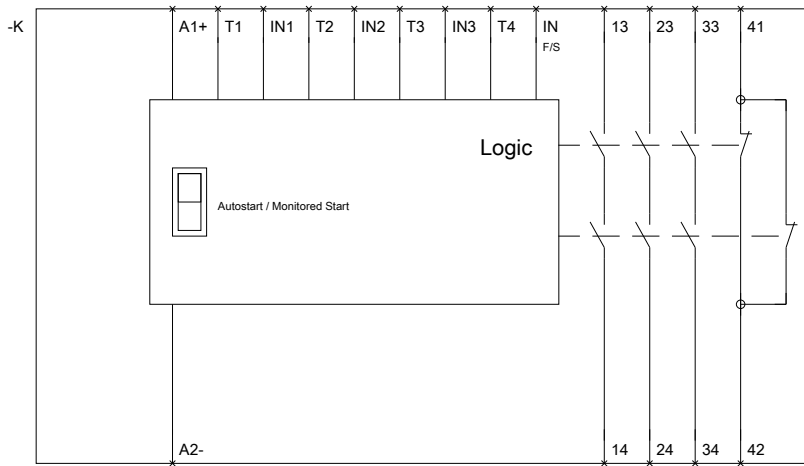 -K A1+ T1 IN1 T2 IN2 T3 IN3 T4 IN 13 23 33 41
F/S
Logic
Autostart / Monitored Start
A2- 14 24 34 42